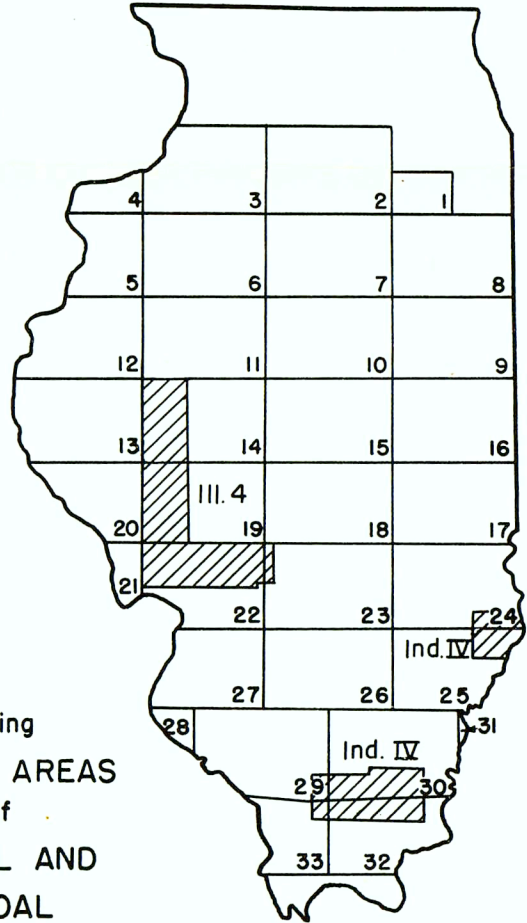 4 3 2 1
5 6 7 8
12 11 10 9
13 14 15 16
Ill. 4
20 19 18 17
21
22 23 24
Ind. IV
27 26 25
28 31
ing
AREAS
Ind. IV
f
29 30
L AND
33 32
OAL